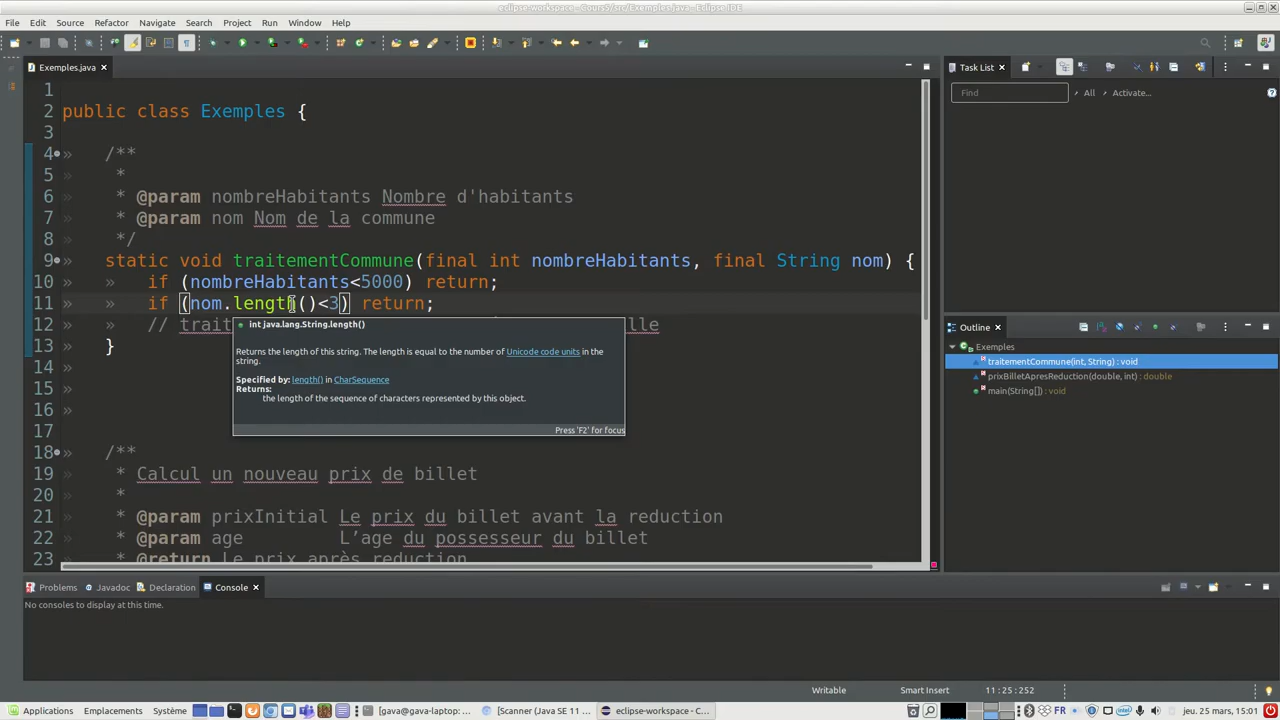 eclipse-workspace - Cours5/src/Exemples.java - Eclipse IDE
File Edit Source Refactor Navigate Search Project Run Window Help
Exemples.java
1
2 public class Exemples {
3
4 /**
5 *
6 * @param nombreHabitants Nombre d'habitants
7 * @param nom Nom de la commune
8 */
9 static void traitementCommune(final int nombreHabitants, final String nom) {
10 if (nombreHabitants<5000) return;
11 if (nom.length()<3) return;
12 // trait lle
13 }
14
15
16
17
18 /**
19 * Calcul un nouveau prix de billet
20 *
21 * @param prixInitial Le prix du billet avant la reduction
22 * @param age L'age du possesseur du billet
23 * @return Le prix après reduction
int java.lang.String.length()
Returns the length of this string. The length is equal to the number of Unicode code units in the
string.
Specified by: length() in CharSequence
Returns:
the length of the sequence of characters represented by this object.
Press 'F2' for focus
Task List
Find All Activate...
Outline
Exemples
traitementCommune(int, String) : void
prixBilletApresReduction(double, int) : double
main(String[]) : void
Problems Javadoc Declaration Console
No consoles to display at this time.
Writable Smart Insert 11 : 25 : 252
Applications Emplacements Système [gava@gava-laptop: ... [Scanner (Java SE 11 ... eclipse-workspace - C... FR jeu. 25 mars, 15:01